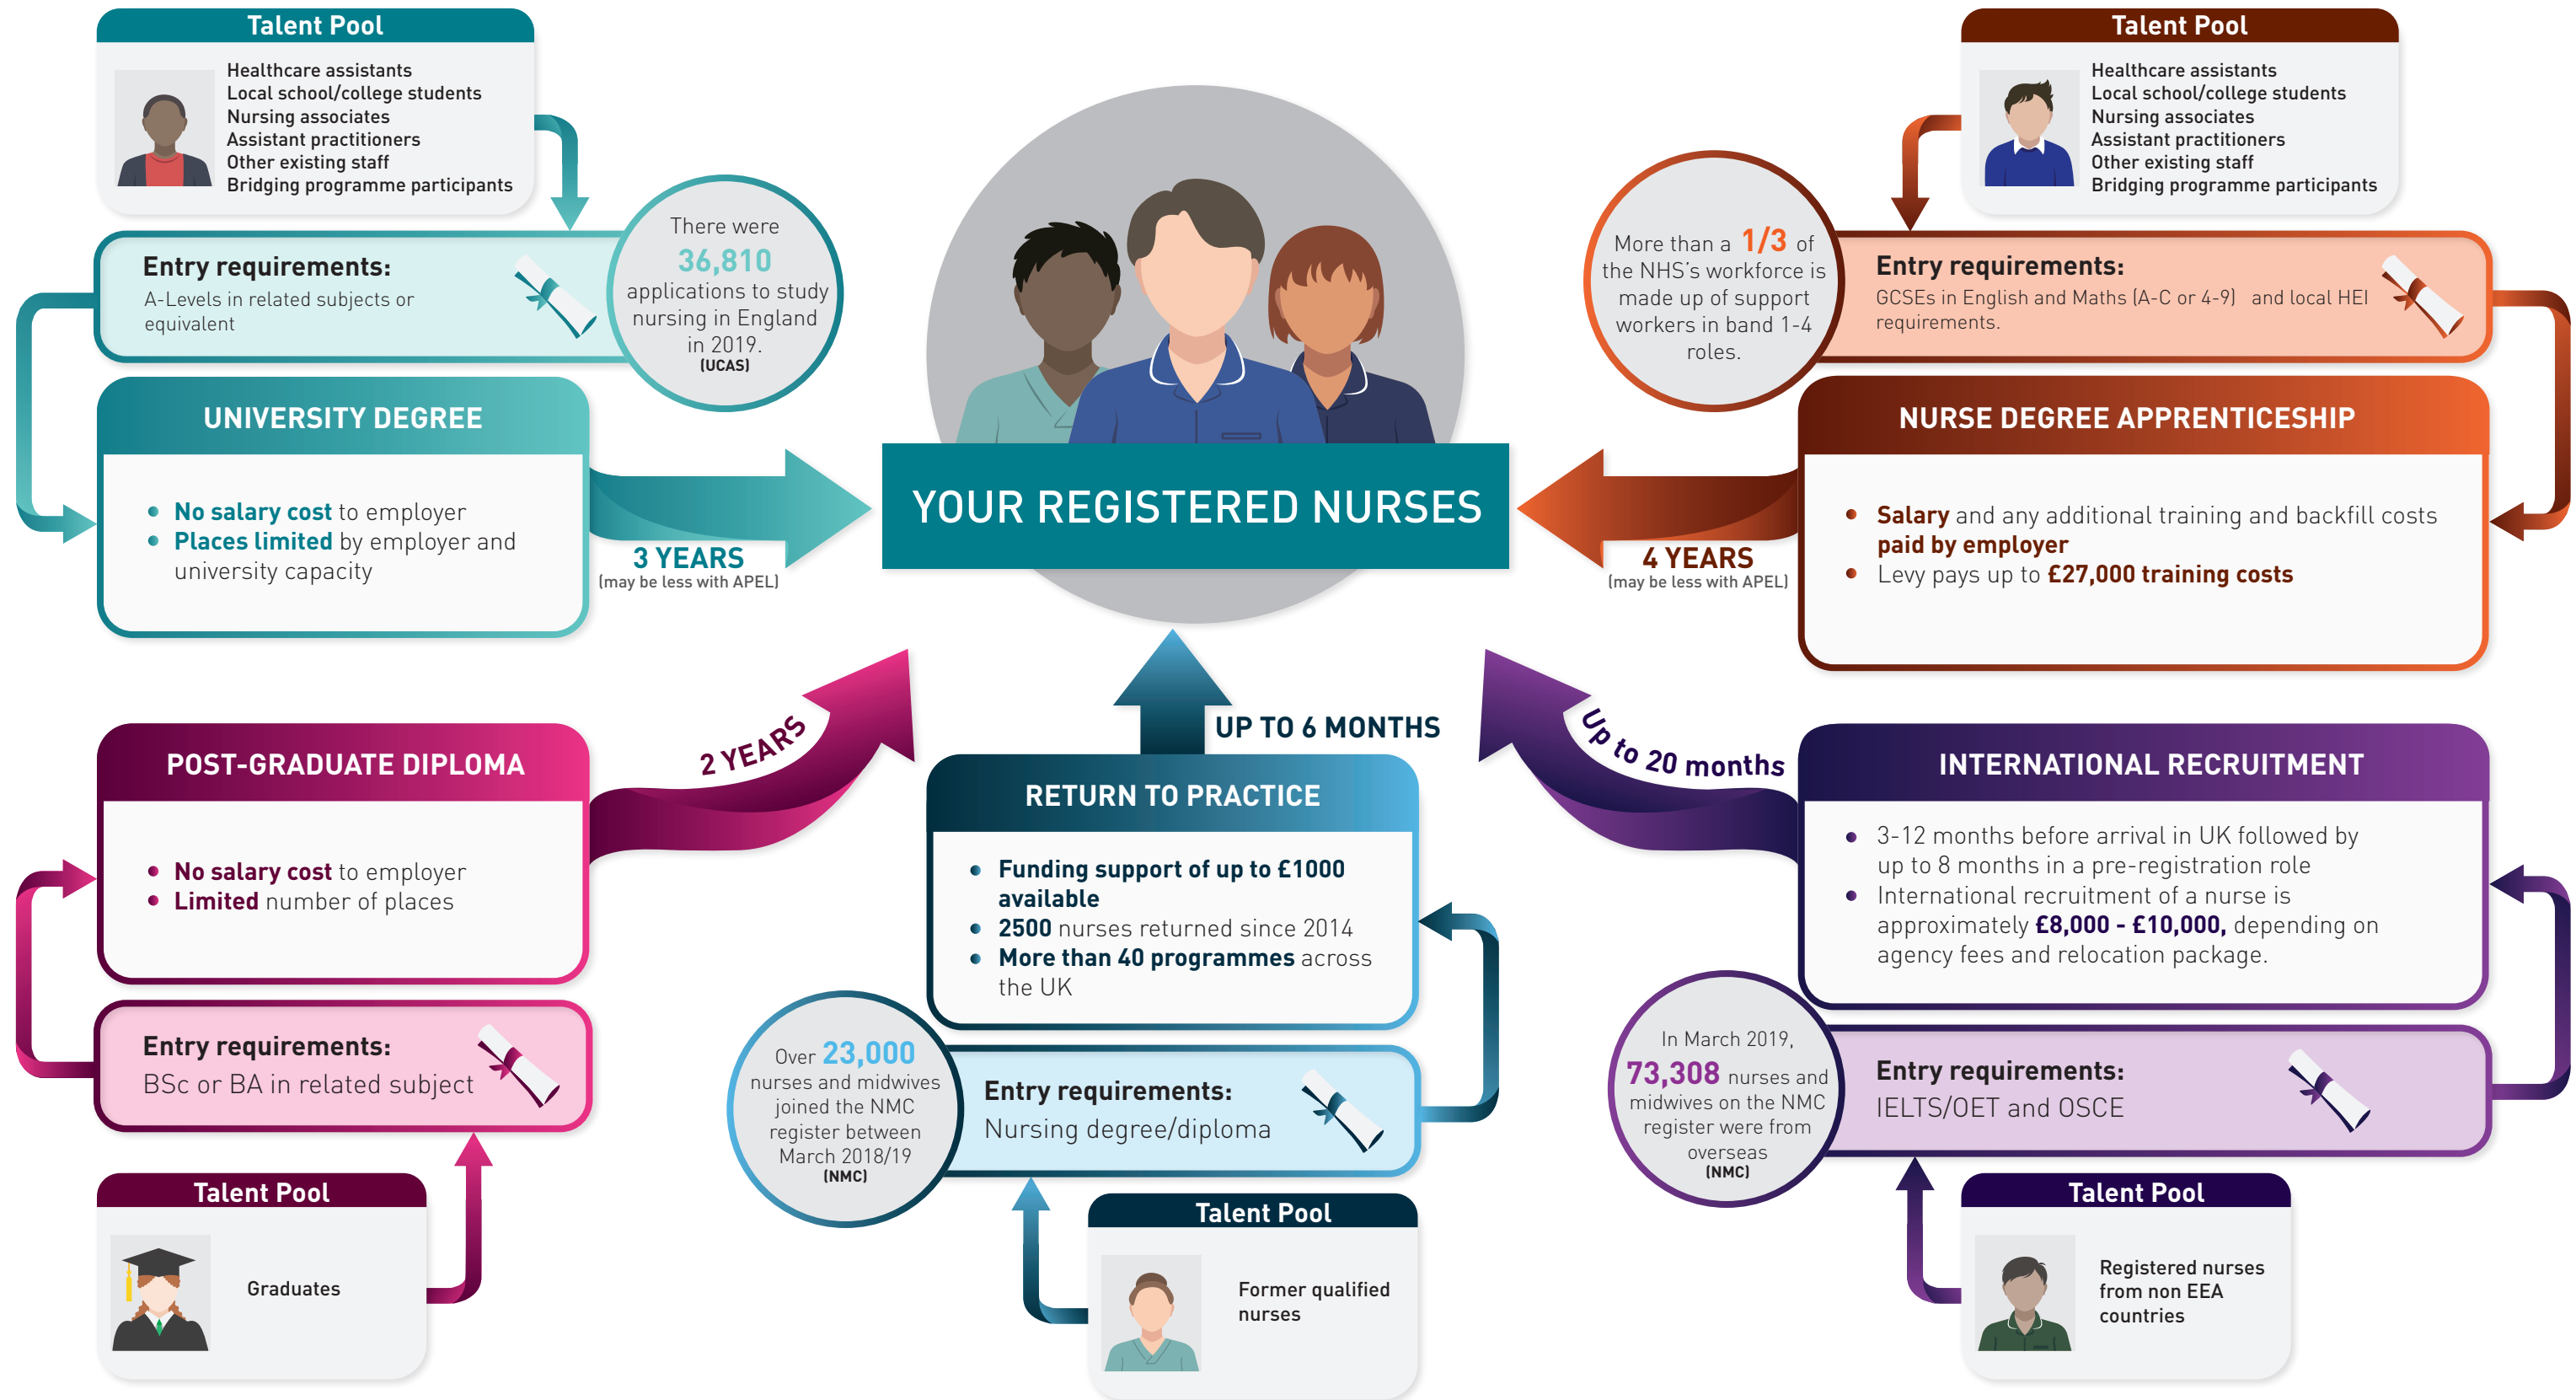 Talent Pool
Healthcare assistants
Local school/college students
Nursing associates
Assistant practitioners
Other existing staff
Bridging programme participants
Entry requirements:
A-Levels in related subjects or
equivalent
There were
36,810
applications to study
nursing in England
in 2019.
(UCAS)
UNIVERSITY DEGREE
• No salary cost to employer
• Places limited by employer and
university capacity
3 YEARS
(may be less with APEL)
YOUR REGISTERED NURSES
Talent Pool
Healthcare assistants
Local school/college students
Nursing associates
Assistant practitioners
Other existing staff
Bridging programme participants
More than a 1/3 of
the NHS's workforce is
made up of support
workers in band 1-4
roles.
Entry requirements:
GCSEs in English and Maths (A-C or 4-9) and local HEI
requirements.
NURSE DEGREE APPRENTICESHIP
• Salary and any additional training and backfill costs
paid by employer
• Levy pays up to £27,000 training costs
4 YEARS
(may be less with APEL)
POST-GRADUATE DIPLOMA
• No salary cost to employer
• Limited number of places
2 YEARS
Entry requirements:
BSc or BA in related subject
Talent Pool
Graduates
UP TO 6 MONTHS
RETURN TO PRACTICE
• Funding support of up to £1000
available
• 2500 nurses returned since 2014
• More than 40 programmes across
the UK
Over 23,000
nurses and midwives
joined the NMC
register between
March 2018/19
(NMC)
Entry requirements:
Nursing degree/diploma
Talent Pool
Former qualified
nurses
Up to 20 months
INTERNATIONAL RECRUITMENT
• 3-12 months before arrival in UK followed by
up to 8 months in a pre-registration role
• International recruitment of a nurse is
approximately £8,000 - £10,000, depending on
agency fees and relocation package.
In March 2019,
73,308 nurses and
midwives on the NMC
register were from
overseas
(NMC)
Entry requirements:
IELTS/OET and OSCE
Talent Pool
Registered nurses
from non EEA
countries